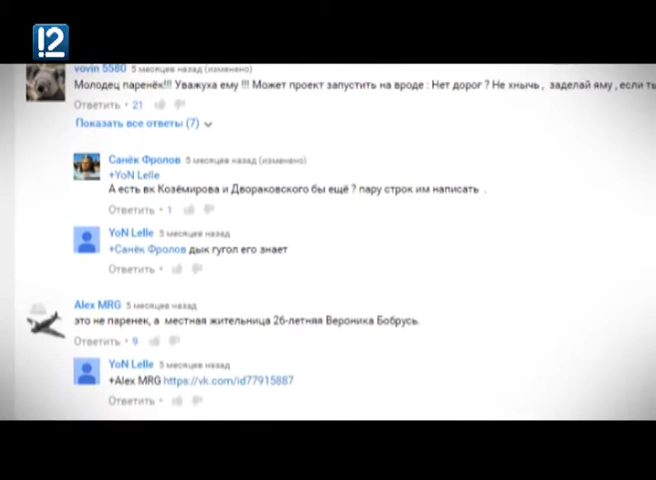 12
vovin 5580 5 месяцев назад (изменено)
Молодец паренёк!!! Уважуха ему !!! Может проект запустить на вроде : Нет дорог ? Не хнычь , заделай яму , если ты
Ответить • 21
Показать все ответы (7)
Санёк Фролов 5 месяцев назад (изменено)
+YoN Lelle
А есть вк Козёмирова и Двораковского бы ещё ? пару строк им написать .
Ответить • 1
YoN Lelle 5 месяцев назад
+Санёк Фролов дык гугол его знает
Ответить •
Alex MRG 5 месяцев назад
это не паренек, а местная жительница 26-летняя Вероника Бобрусь.
Ответить • 9
YoN Lelle 5 месяцев назад
+Alex MRG https://vk.com/id77915887
Ответить •